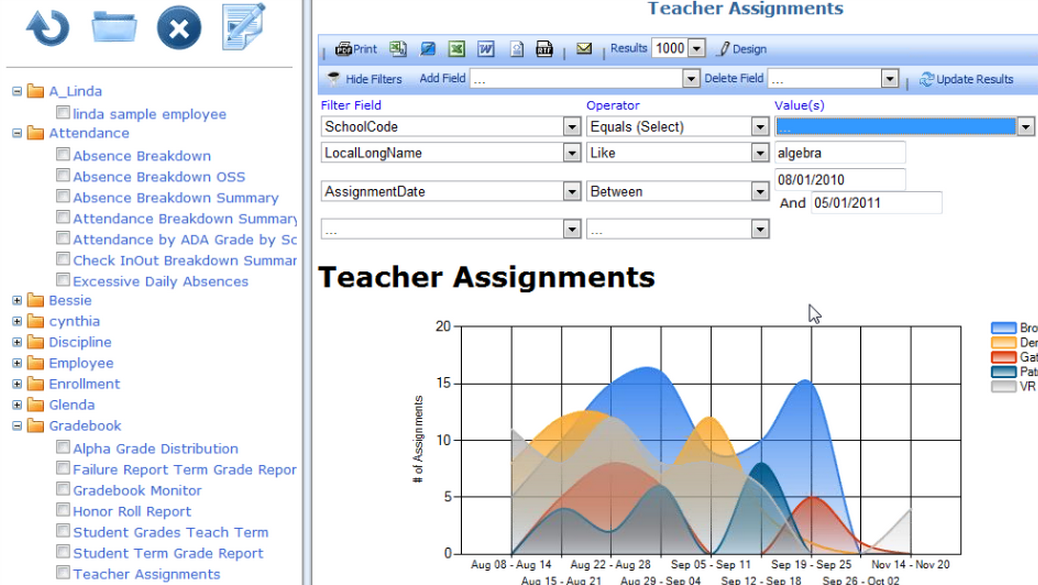 Teacher Assignments
Print Results 1000 Design
Hide Filters Add Field ... Delete Field ... Update Results
Filter Field Operator Value(s)
SchoolCode Equals (Select) ...
LocalLongName Like algebra
AssignmentDate Between 08/01/2010
And 05/01/2011
... ...
A_Linda
linda sample employee
Attendance
Absence Breakdown
Absence Breakdown OSS
Absence Breakdown Summary
Attendance Breakdown Summary
Attendance by ADA Grade by Sc
Check InOut Breakdown Summar
Excessive Daily Absences
Bessie
cynthia
Discipline
Employee
Enrollment
Glenda
Gradebook
Alpha Grade Distribution
Failure Report Term Grade Repor
Gradebook Monitor
Honor Roll Report
Student Grades Teach Term
Student Term Grade Report
Teacher Assignments
Teacher Assignments
# of Assignments
20
15
10
5
0
Aug 08 - Aug 14 Aug 22 - Aug 28 Sep 05 - Sep 11 Sep 19 - Sep 25 Nov 14 - Nov 20
Aug 15 - Aug 21 Aug 29 - Sep 04 Sep 12 - Sep 18 Sep 26 - Oct 02
Bro
Der
Gat
Pat
VR